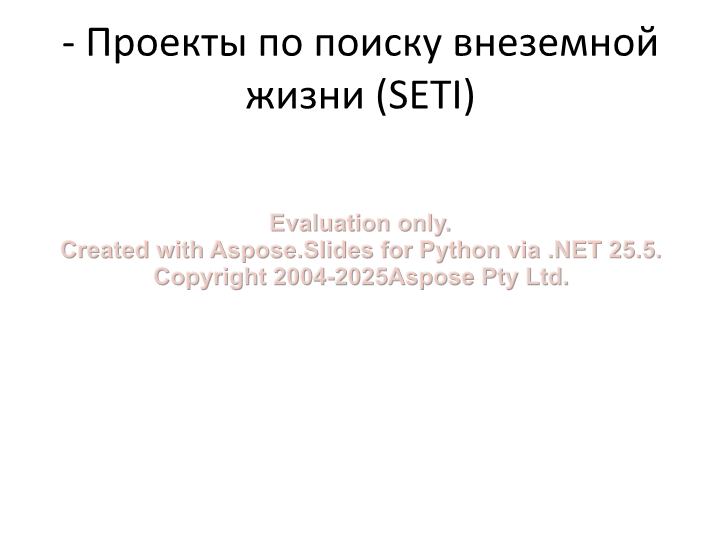 - Проекты по поиску внеземной
жизни (SETI)
Evaluation only.
Created with Aspose.Slides for Python via .NET 25.5.
Copyright 2004-2025Aspose Pty Ltd.